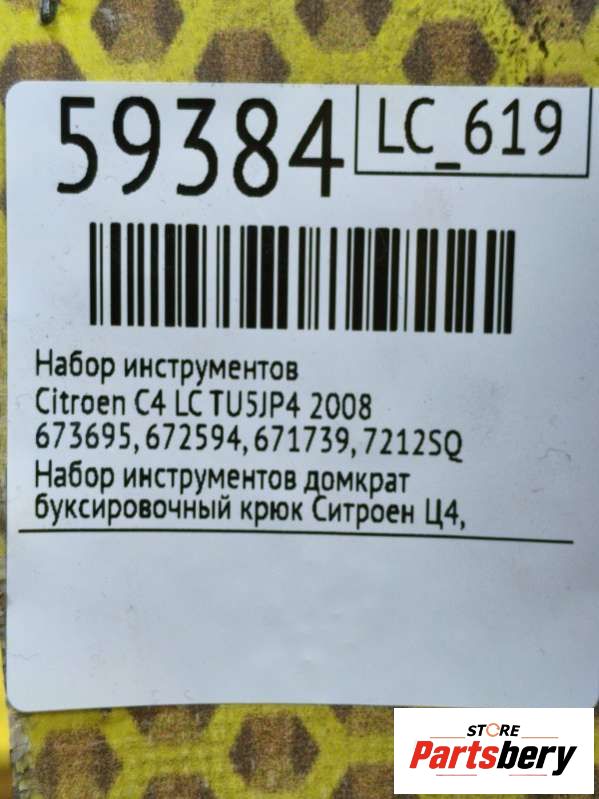 59384
LC_619
Набор инструментов
Citroen C4 LC TU5JP4 2008
673695, 672594, 671739, 7212SQ
Набор инструментов домкрат
буксировочный крюк Ситроен Ц4,
STORE
Partsbery